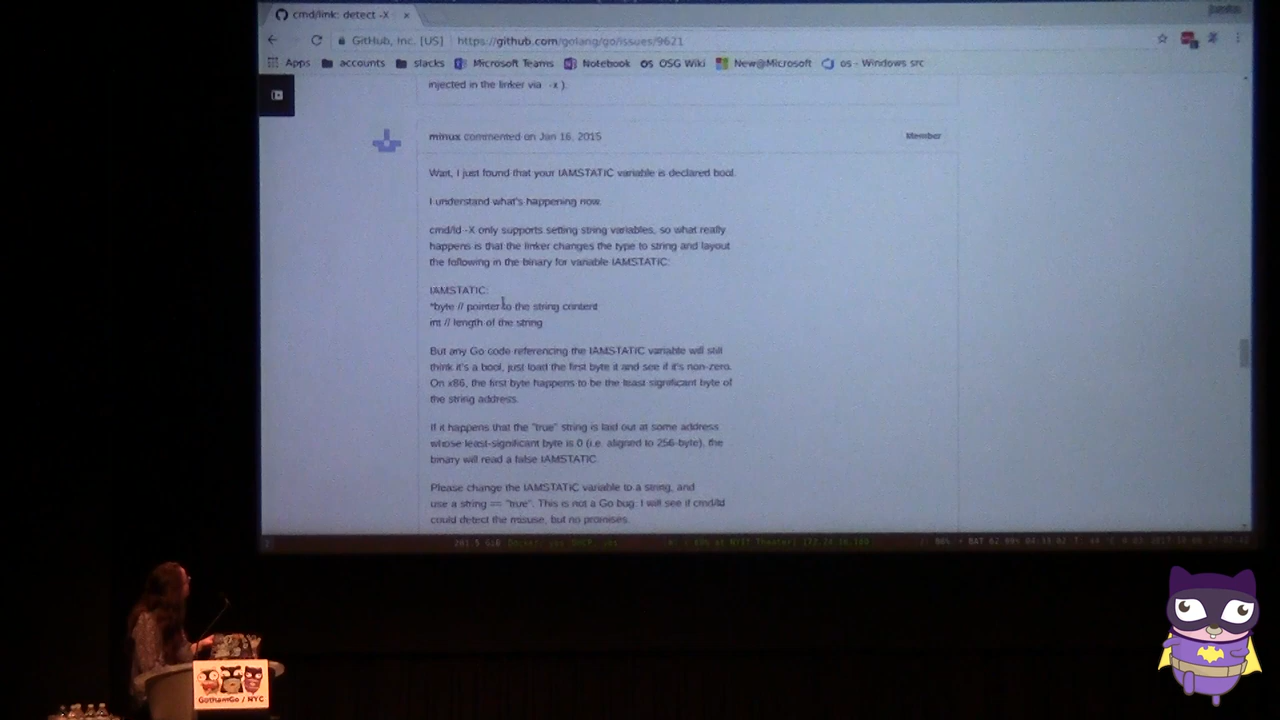 cmd/link: detect -X
GitHub, Inc. [US]
https://github.com/golang/go/issues/9621
Apps accounts slacks Microsoft Teams Notebook OSG Wiki New@Microsoft os - Windows src
injected in the linker via -x ).
minux commented on Jan 16, 2015
Member
Wait, I just found that your IAMSTATIC variable is declared bool.
I understand what's happening now.
cmd/ld -X only supports setting string variables, so what really
happens is that the linker changes the type to string and layout
the following in the binary for variable IAMSTATIC:
IAMSTATIC:
*byte // pointer to the string content
int // length of the string
But any Go code referencing the IAMSTATIC variable will still
think it's a bool, just load the first byte it and see if it's non-zero.
On x86, the first byte happens to be the least significant byte of
the string address.
If it happens that the "true" string is laid out at some address
whose least-significant byte is 0 (i.e. aligned to 256-byte), the
binary will read a false IAMSTATIC.
Please change the IAMSTATIC variable to a string, and
use a string == "true". This is not a Go bug. I will see if cmd/ld
could detect the misuse, but no promises.
GothamGo / NYC